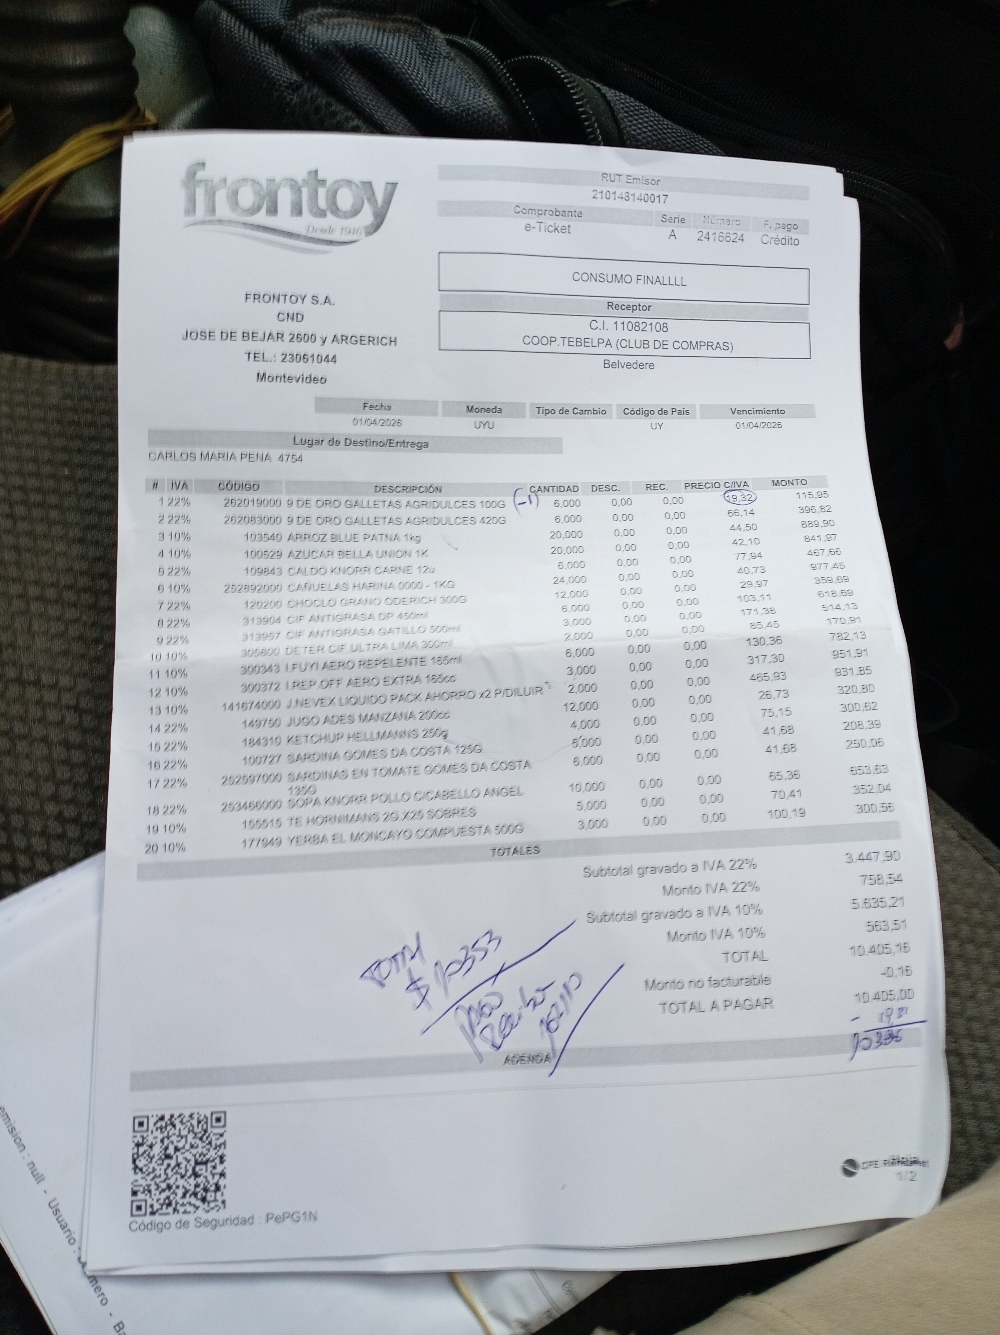 frontoy
Desde 1946
RUT Emisor
210148140017
Comprobante Serie Número F. pago
e-Ticket A 2416624 Crédito
CONSUMO FINALLLL
Receptor
C.I. 11082108
COOP.TEBELPA (CLUB DE COMPRAS)
Belvedere
FRONTOY S.A.
CND
JOSE DE BEJAR 2600 y ARGERICH
TEL.: 23061044
Montevideo
Fecha Moneda Tipo de Cambio Código de País Vencimiento
01/04/2026 UYU UY 01/04/2026
Lugar de Destino/Entrega
CARLOS MARIA PENA 4754
# IVA CÓDIGO DESCRIPCIÓN CANTIDAD DESC. REC. PRECIO C/IVA MONTO
1 22% 262019000 9 DE ORO GALLETAS AGRIDULCES 100G (-1) 6,000 0,00 0,00 19,32 115,95
2 22% 262083000 9 DE ORO GALLETAS AGRIDULCES 420G 6,000 0,00 0,00 66,14 396,82
3 10% 103540 ARROZ BLUE PATNA 1kg 20,000 0,00 0,00 44,50 889,90
4 10% 100529 AZUCAR BELLA UNION 1K 20,000 0,00 0,00 42,10 841,97
5 22% 109843 CALDO KNORR CARNE 12u 6,000 0,00 0,00 77,94 467,66
6 10% 252892000 CAÑUELAS HARINA 0000 - 1KG 24,000 0,00 0,00 40,73 977,45
7 22% 120200 CHOCLO GRANO ODERICH 300G 12,000 0,00 0,00 29,97 359,69
8 22% 313904 CIF ANTIGRASA DP 450ml 6,000 0,00 0,00 103,11 618,69
9 22% 313957 CIF ANTIGRASA GATILLO 500ml 3,000 0,00 0,00 171,38 514,13
10 10% 305800 DETER CIF ULTRA LIMA 300ml 2,000 0,00 0,00 85,45 170,91
11 10% 300343 I.FUYI AERO REPELENTE 165ml 6,000 0,00 0,00 130,36 782,13
12 10% 300372 I.REP.OFF AERO EXTRA 165cc 3,000 0,00 0,00 317,30 951,91
13 10% 141674000 J.NEVEX LIQUIDO PACK AHORRO x2 P/DILUIR 2,000 0,00 0,00 465,93 931,85
14 22% 149750 JUGO ADES MANZANA 200cc 12,000 0,00 0,00 26,73 320,80
15 22% 184310 KETCHUP HELLMANNS 250g 4,000 0,00 0,00 75,15 300,62
16 22% 100727 SARDINA GOMES DA COSTA 125G 5,000 0,00 0,00 41,68 208,39
17 22% 252597000 SARDINAS EN TOMATE GOMES DA COSTA 6,000 0,00 0,00 41,68 250,06
135G
18 22% 253466000 SOPA KNORR POLLO C/CABELLO ANGEL 10,000 0,00 0,00 65,36 653,63
19 10% 155515 TE HORNIMANS 2G X25 SOBRES 5,000 0,00 0,00 70,41 352,04
20 10% 177949 YERBA EL MONCAYO COMPUESTA 500G 3,000 0,00 0,00 100,19 300,56
TOTALES
Subtotal gravado a IVA 22% 3.447,90
Monto IVA 22% 758,54
Subtotal gravado a IVA 10% 5.635,21
Monto IVA 10% 563,51
TOTAL 10.405,16
Monto no facturable -0,16
TOTAL A PAGAR 10.405,00
TOTAL
$ 10353
ADENDA
CFE
Hoja
1/2
Código de Seguridad : PePG1N
emision : null - Usuario :